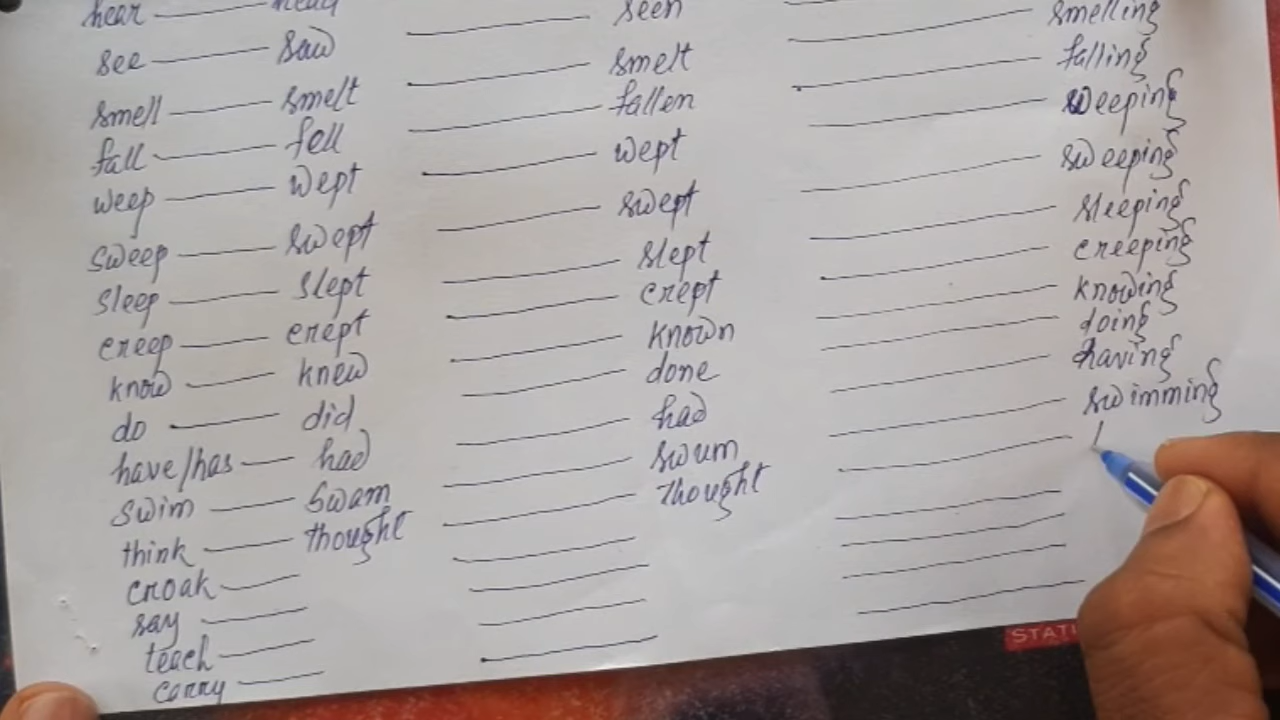 hear head seen smelling
see saw smelt falling
smell smelt fallen weeping
fall fell wept sweeping
weep wept swept sleeping
sweep swept slept creeping
sleep slept crept knowing
creep crept known doing
know knew done having
do did had swimming
have/has had swum
swim swam thought
think thought
croak
say
teach
carry
STATI